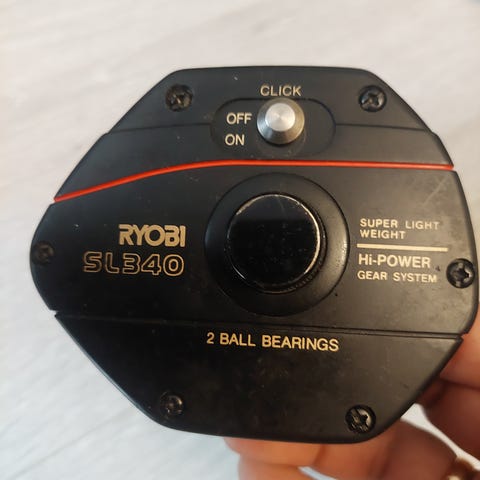 CLICK
OFF
ON
RYOBI
SL340
SUPER LIGHT
WEIGHT
Hi-POWER
GEAR SYSTEM
2 BALL BEARINGS